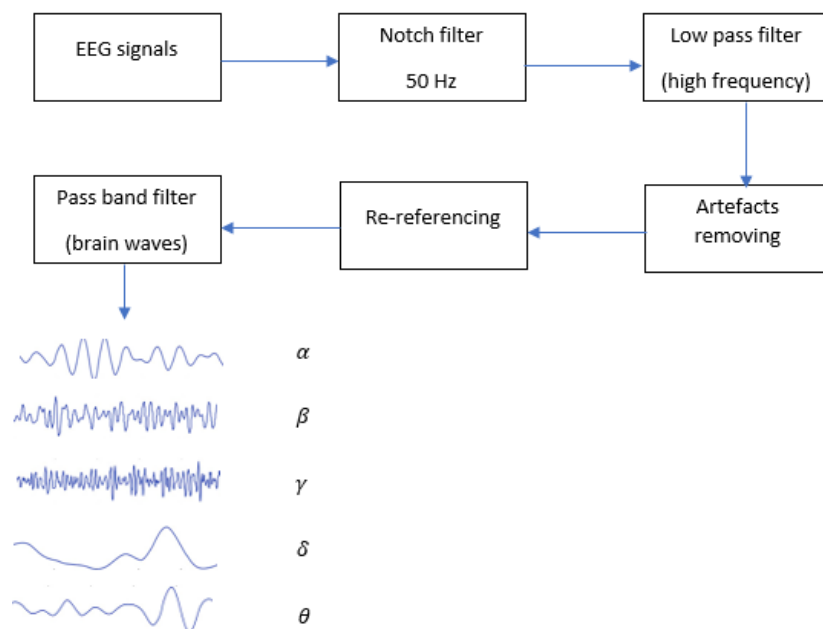 EEG signals
Notch filter
50 Hz
Low pass filter
(high frequency)
Artefacts
removing
Re-referencing
Pass band filter
(brain waves)
α
β
γ
δ
θ